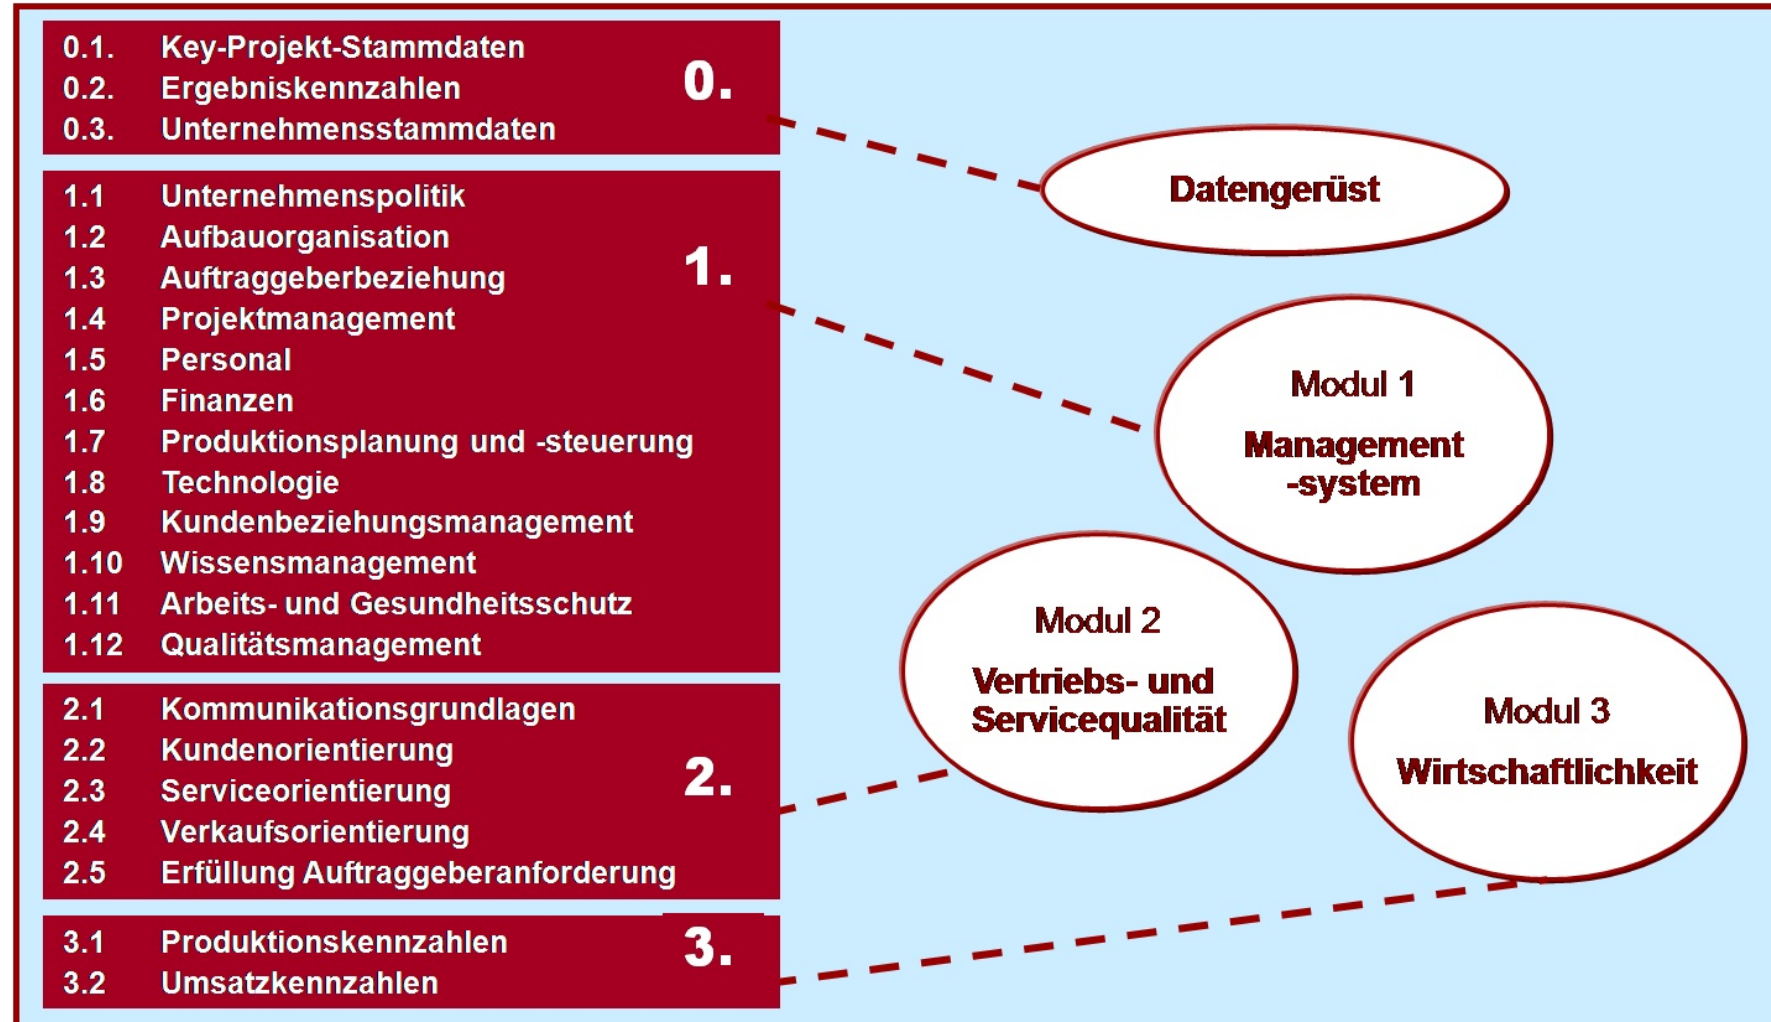 0.1. Key-Projekt-Stammdaten
0.2. Ergebniskennzahlen
0.3. Unternehmensstammdaten
0.
1.1 Unternehmenspolitik
1.2 Aufbauorganisation
1.3 Auftraggeberbeziehung
1.4 Projektmanagement
1.5 Personal
1.6 Finanzen
1.7 Produktionsplanung und -steuerung
1.8 Technologie
1.9 Kundenbeziehungsmanagement
1.10 Wissensmanagement
1.11 Arbeits- und Gesundheitsschutz
1.12 Qualitätsmanagement
1.
2.1 Kommunikationsgrundlagen
2.2 Kundenorientierung
2.3 Serviceorientierung
2.4 Verkaufsorientierung
2.5 Erfüllung Auftraggeberanforderung
2.
3.1 Produktionskennzahlen
3.2 Umsatzkennzahlen
3.
Datengerüst
Modul 1
Management
-system
Modul 2
Vertriebs- und
Servicequalität
Modul 3
Wirtschaftlichkeit